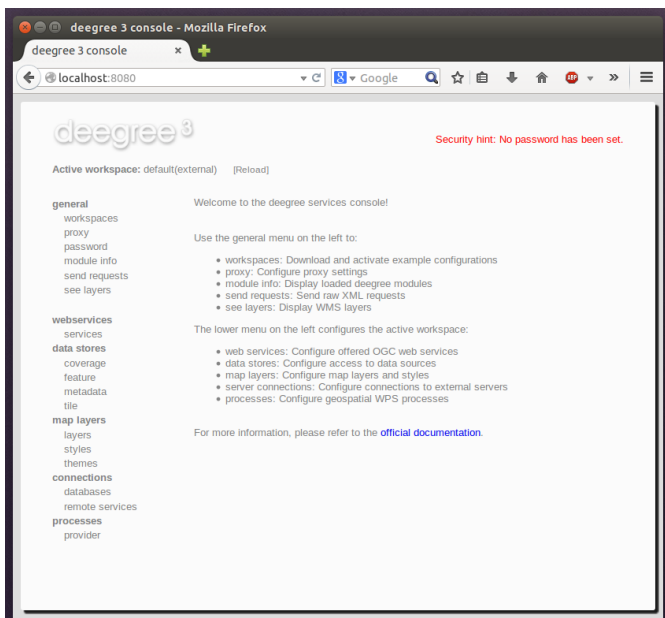 deegree 3 console - Mozilla Firefox
deegree 3 console
localhost:8080
Google
ABP
deegree 3
Security hint: No password has been set.
Active workspace: default(external) [Reload]
general
workspaces
proxy
password
module info
send requests
see layers
webservices
services
data stores
coverage
feature
metadata
tile
map layers
layers
styles
themes
connections
databases
remote services
processes
provider
Welcome to the deegree services console!
Use the general menu on the left to:
workspaces: Download and activate example configurations
proxy: Configure proxy settings
module info: Display loaded deegree modules
send requests: Send raw XML requests
see layers: Display WMS layers
The lower menu on the left configures the active workspace:
web services: Configure offered OGC web services
data stores: Configure access to data sources
map layers: Configure map layers and styles
server connections: Configure connections to external servers
processes: Configure geospatial WPS processes
For more information, please refer to the official documentation.